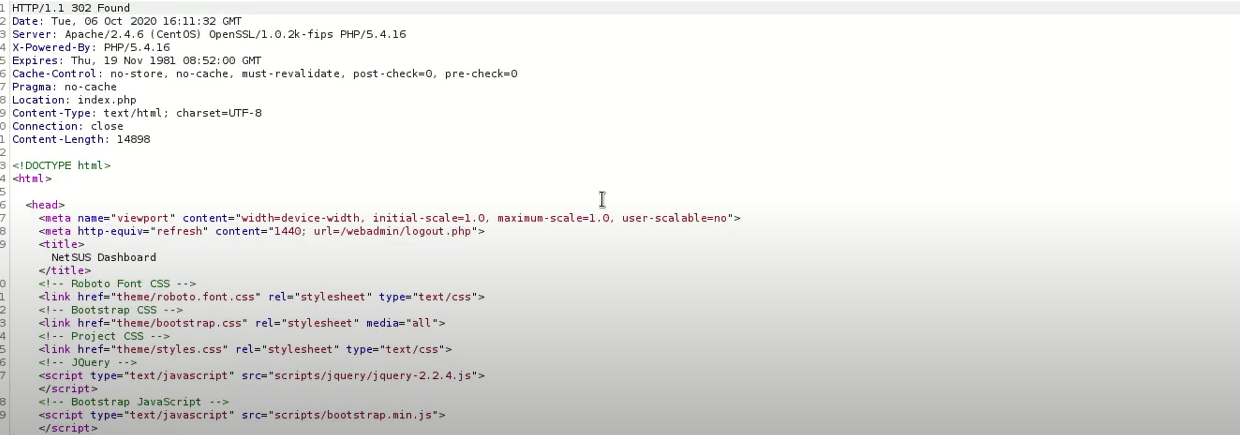 1 HTTP/1.1 302 Found
2 Date: Tue, 06 Oct 2020 16:11:32 GMT
3 Server: Apache/2.4.6 (CentOS) OpenSSL/1.0.2k-fips PHP/5.4.16
4 X-Powered-By: PHP/5.4.16
5 Expires: Thu, 19 Nov 1981 08:52:00 GMT
6 Cache-Control: no-store, no-cache, must-revalidate, post-check=0, pre-check=0
7 Pragma: no-cache
8 Location: index.php
9 Content-Type: text/html; charset=UTF-8
0 Connection: close
1 Content-Length: 14898
2
3 <!DOCTYPE html>
4 <html>
5
6 <head>
7 <meta name="viewport" content="width=device-width, initial-scale=1.0, maximum-scale=1.0, user-scalable=no">
8 <meta http-equiv="refresh" content="1440; url=/webadmin/logout.php">
9 <title>
NetSUS Dashboard
</title>
0 <!-- Roboto Font CSS -->
1 <link href="theme/roboto.font.css" rel="stylesheet" type="text/css">
2 <!-- Bootstrap CSS -->
3 <link href="theme/bootstrap.css" rel="stylesheet" media="all">
4 <!-- Project CSS -->
5 <link href="theme/styles.css" rel="stylesheet" type="text/css">
6 <!-- JQuery -->
7 <script type="text/javascript" src="scripts/jquery/jquery-2.2.4.js">
</script>
8 <!-- Bootstrap JavaScript -->
9 <script type="text/javascript" src="scripts/bootstrap.min.js">
</script>